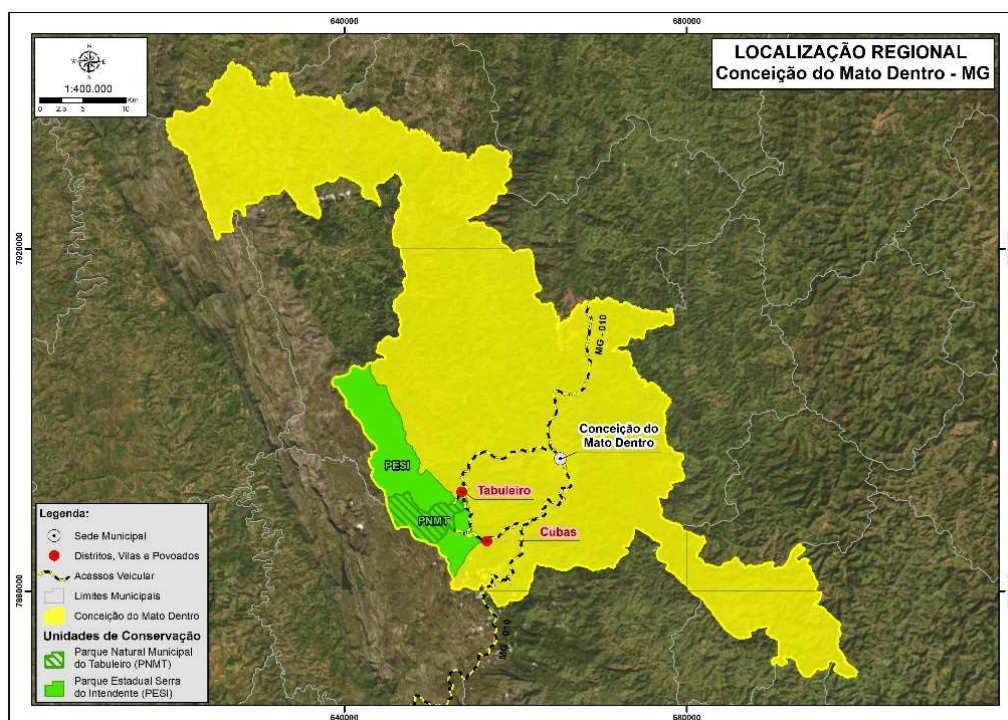 640000
680000
LOCALIZAÇÃO REGIONAL
Conceição do Mato Dentro - MG
N
W
E
S
1:400.000
Km
0 2,5 5 10
7920000
7920000
MG - 010
Conceição do
Mato Dentro
PESI
Tabuleiro
PNMT
Cubas
7880000
7880000
MG - 010
Legenda:
Sede Municipal
Distritos, Vilas e Povoados
Acessos Veicular
Limites Municipais
Conceição do Mato Dentro
Unidades de Conservação
Parque Natural Municipal
do Tabuleiro (PNMT)
Parque Estadual Serra
do Intendente (PESI)
640000
680000